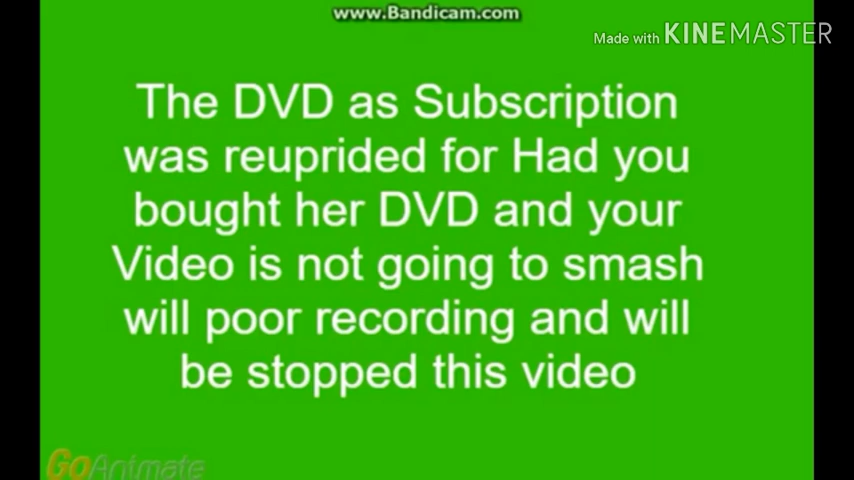 www.Bandicam.com
Made with KINEMASTER
The DVD as Subscription
was reuprided for Had you
bought her DVD and your
Video is not going to smash
will poor recording and will
be stopped this video
GoAnimate